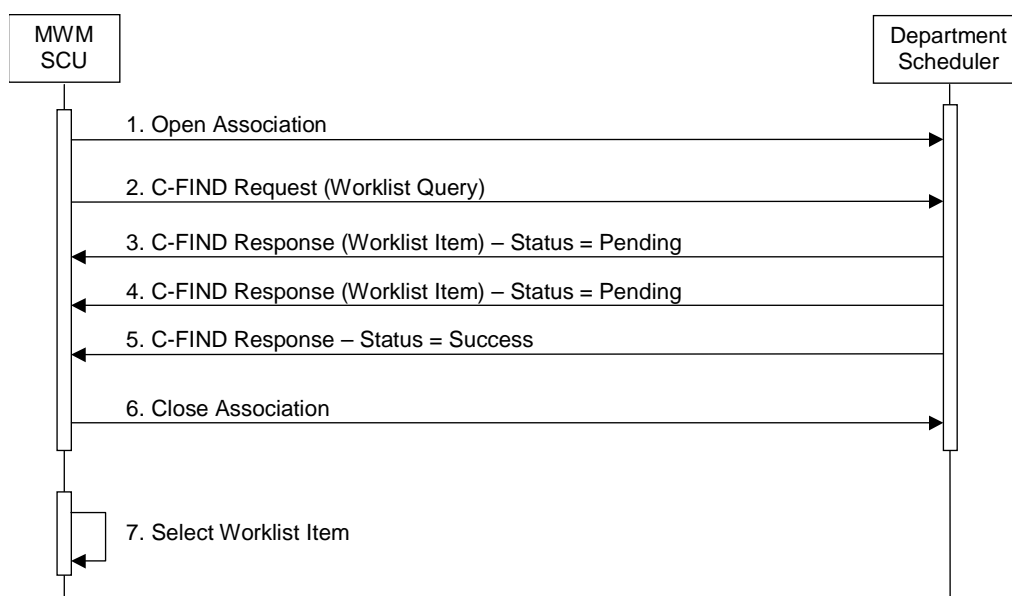 MWM
SCU
Department
Scheduler
1. Open Association
2. C-FIND Request (Worklist Query)
3. C-FIND Response (Worklist Item) – Status = Pending
4. C-FIND Response (Worklist Item) – Status = Pending
5. C-FIND Response – Status = Success
6. Close Association
7. Select Worklist Item